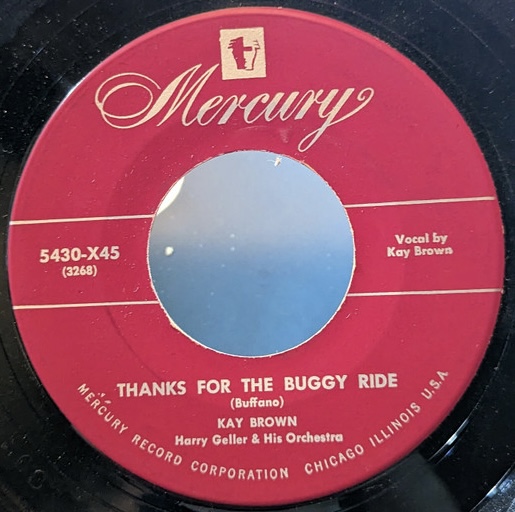 Mercury
5430-X45
(3268)
Vocal by
Kay Brown
THANKS FOR THE BUGGY RIDE
(Buffano)
KAY BROWN
Harry Geller & His Orchestra
MERCURY RECORD CORPORATION CHICAGO ILLINOIS U.S.A.